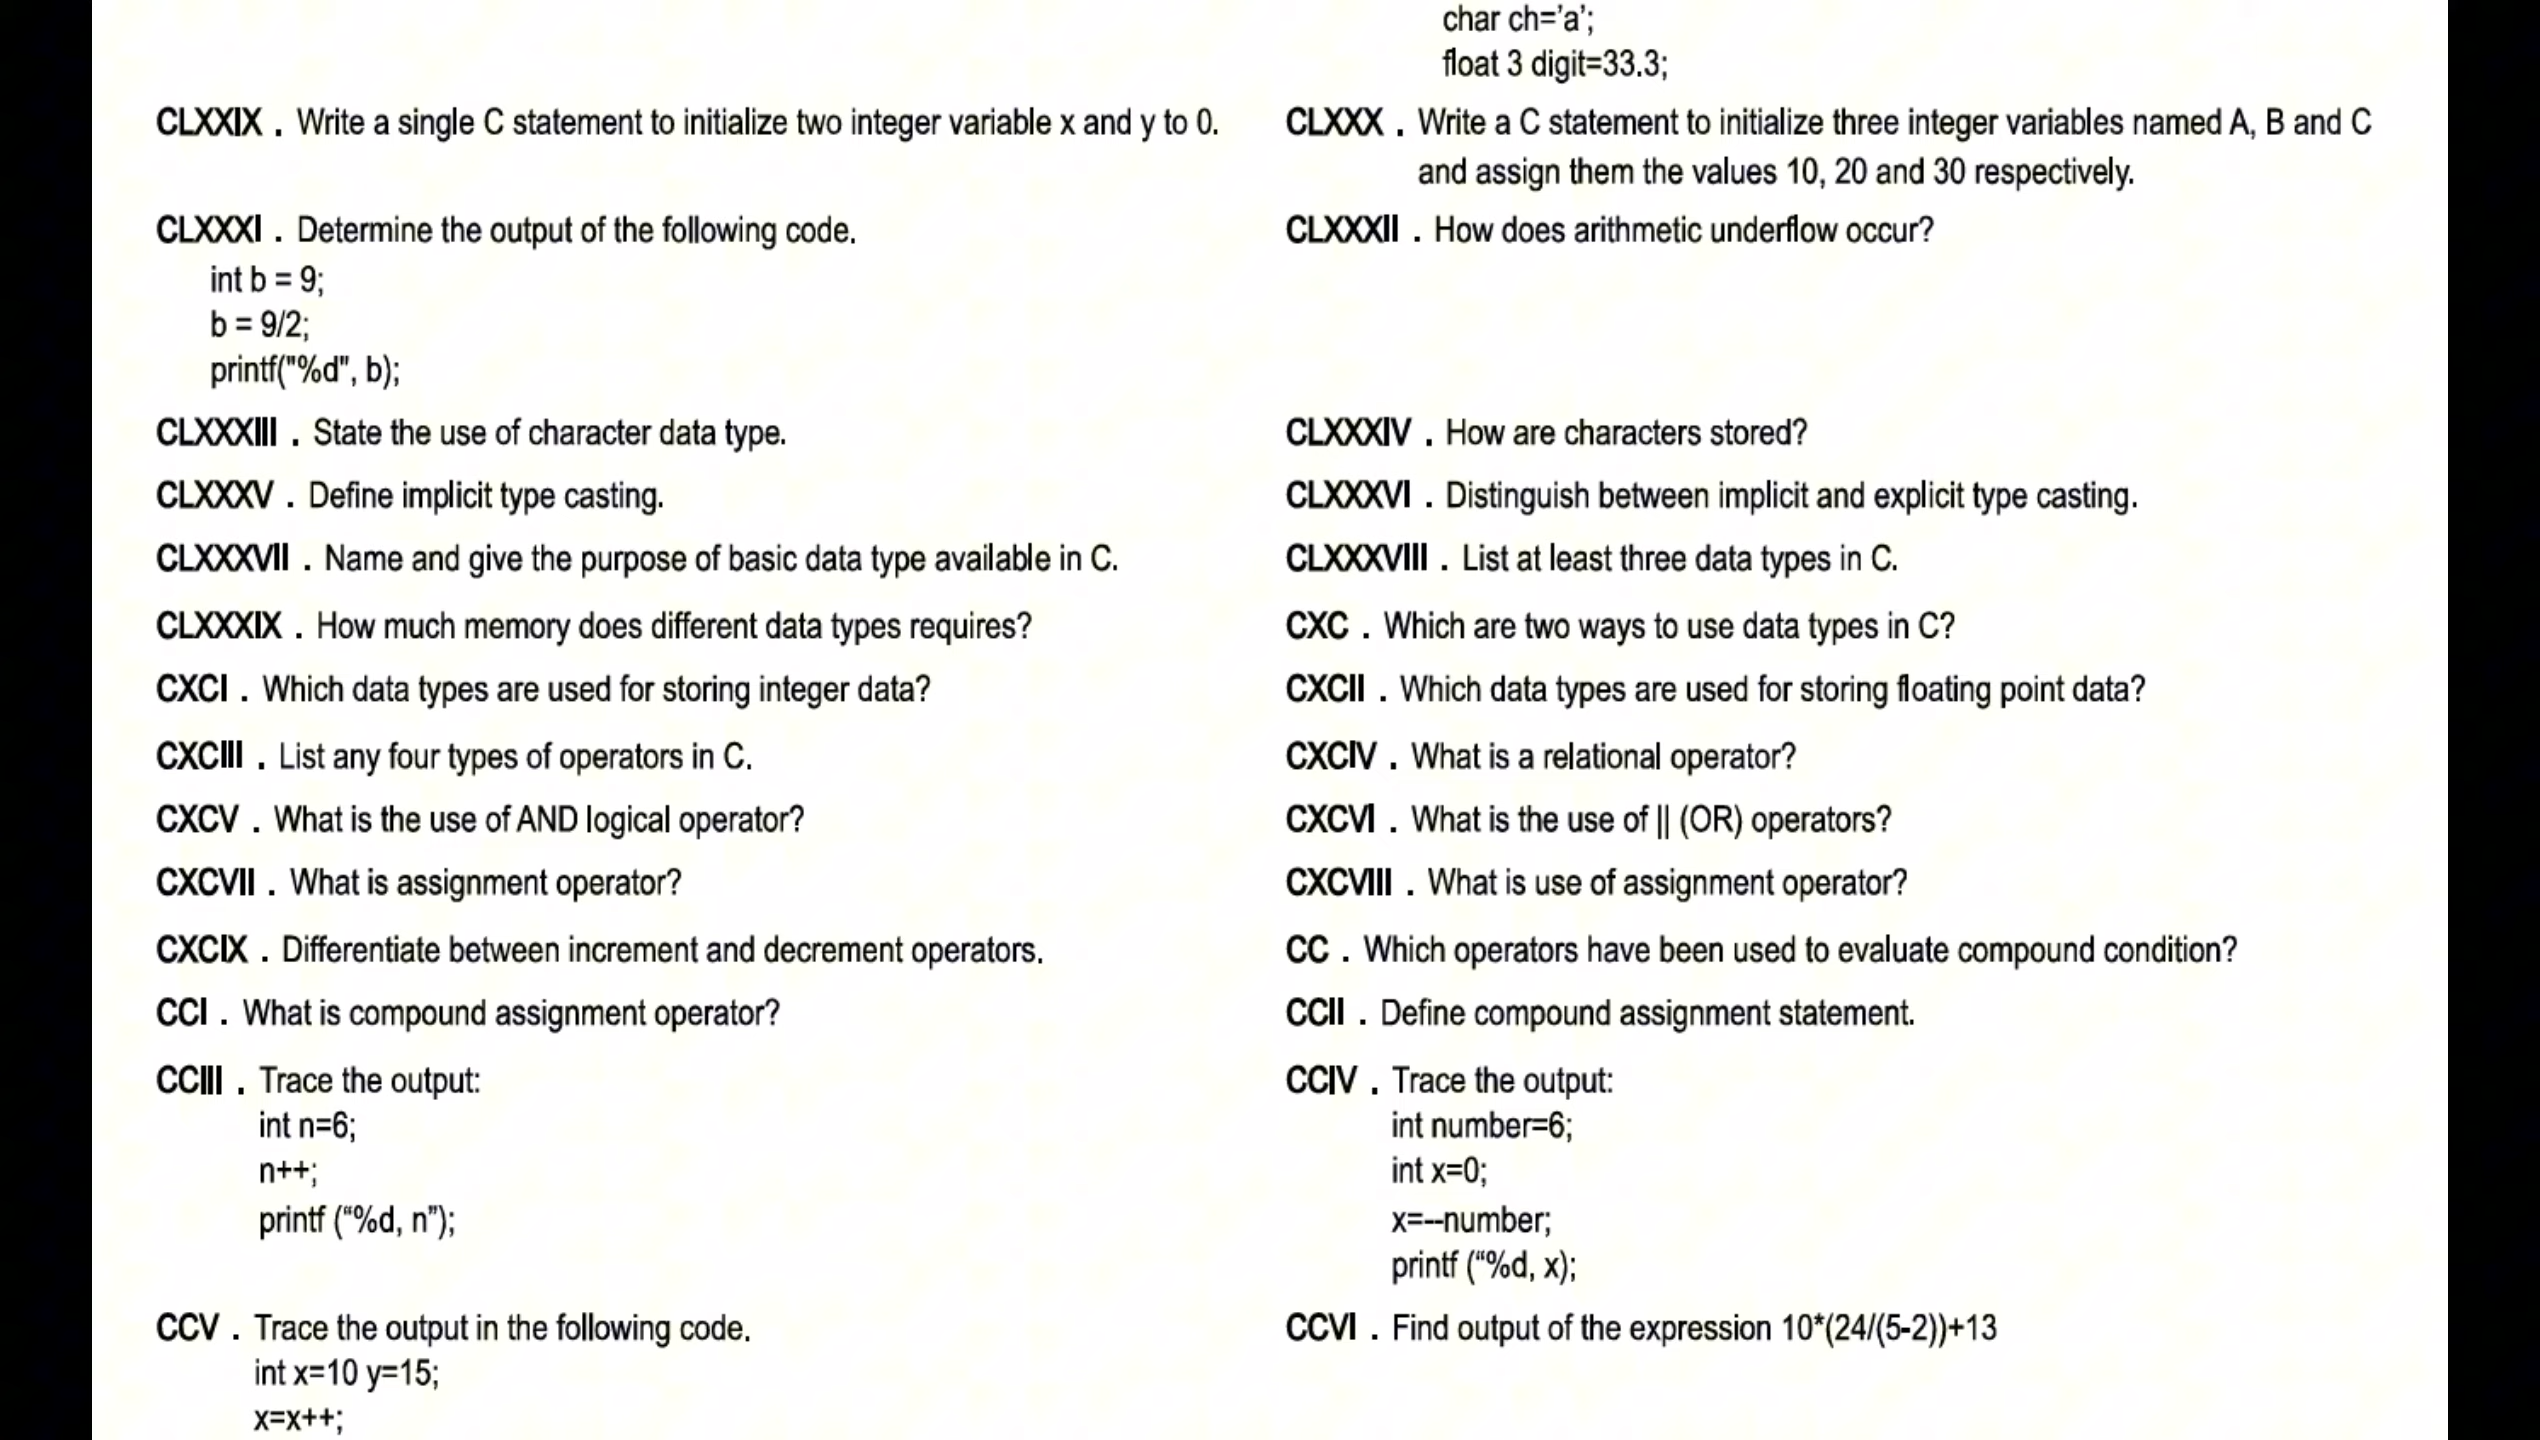 char ch=’a’;
float 3 digit=33.3;
CLXXIX . Write a single C statement to initialize two integer variable x and y to 0.
CLXXX . Write a C statement to initialize three integer variables named A, B and C
and assign them the values 10, 20 and 30 respectively.
CLXXXI . Determine the output of the following code.
int b = 9;
b = 9/2;
printf("%d", b);
CLXXXII . How does arithmetic underflow occur?
CLXXXIII . State the use of character data type.
CLXXXIV . How are characters stored?
CLXXXV . Define implicit type casting.
CLXXXVI . Distinguish between implicit and explicit type casting.
CLXXXVII . Name and give the purpose of basic data type available in C.
CLXXXVIII . List at least three data types in C.
CLXXXIX . How much memory does different data types requires?
CXC . Which are two ways to use data types in C?
CXCI . Which data types are used for storing integer data?
CXCII . Which data types are used for storing floating point data?
CXCIII . List any four types of operators in C.
CXCIV . What is a relational operator?
CXCV . What is the use of AND logical operator?
CXCVI . What is the use of || (OR) operators?
CXCVII . What is assignment operator?
CXCVIII . What is use of assignment operator?
CXCIX . Differentiate between increment and decrement operators.
CC . Which operators have been used to evaluate compound condition?
CCI . What is compound assignment operator?
CCII . Define compound assignment statement.
CCIII . Trace the output:
int n=6;
n++;
printf (“%d, n”);
CCIV . Trace the output:
int number=6;
int x=0;
x=--number;
printf (“%d, x);
CCV . Trace the output in the following code.
int x=10 y=15;
x=x++;
CCVI . Find output of the expression 10*(24/(5-2))+13